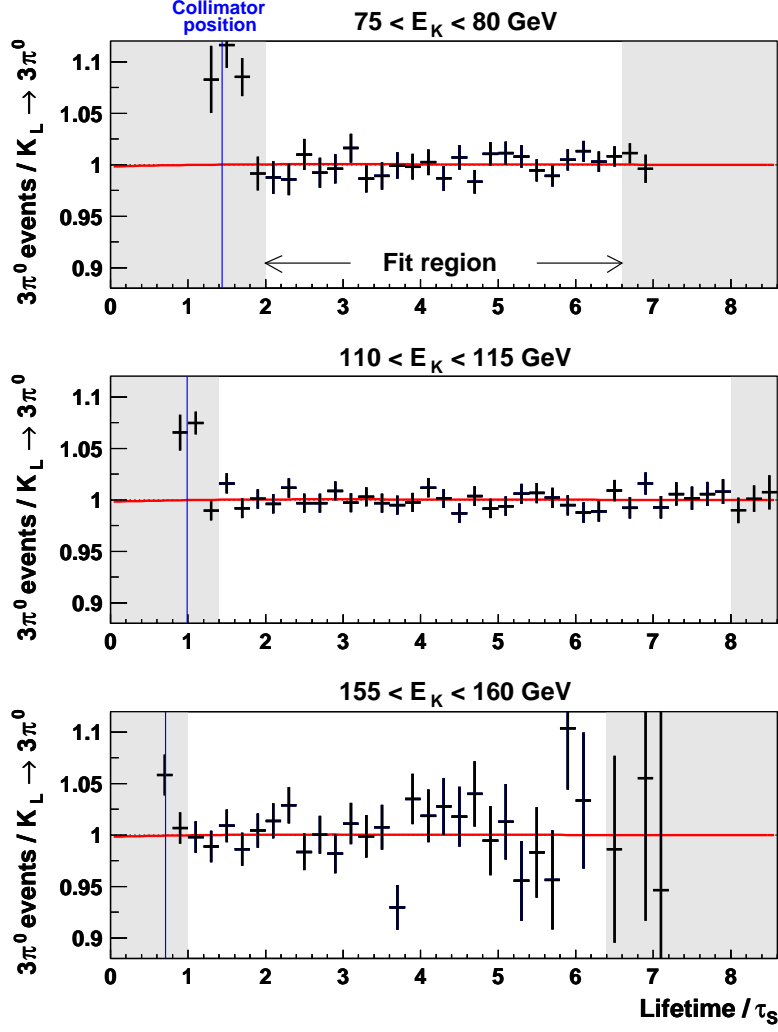 Collimator
position
75 < E_K < 80 GeV
3π⁰ events / K_L → 3π⁰
1.1
1.05
1
0.95
0.9
Fit region
0 1 2 3 4 5 6 7 8
110 < E_K < 115 GeV
3π⁰ events / K_L → 3π⁰
1.1
1.05
1
0.95
0.9
0 1 2 3 4 5 6 7 8
155 < E_K < 160 GeV
3π⁰ events / K_L → 3π⁰
1.1
1.05
1
0.95
0.9
0 1 2 3 4 5 6 7 8
Lifetime / τ_S